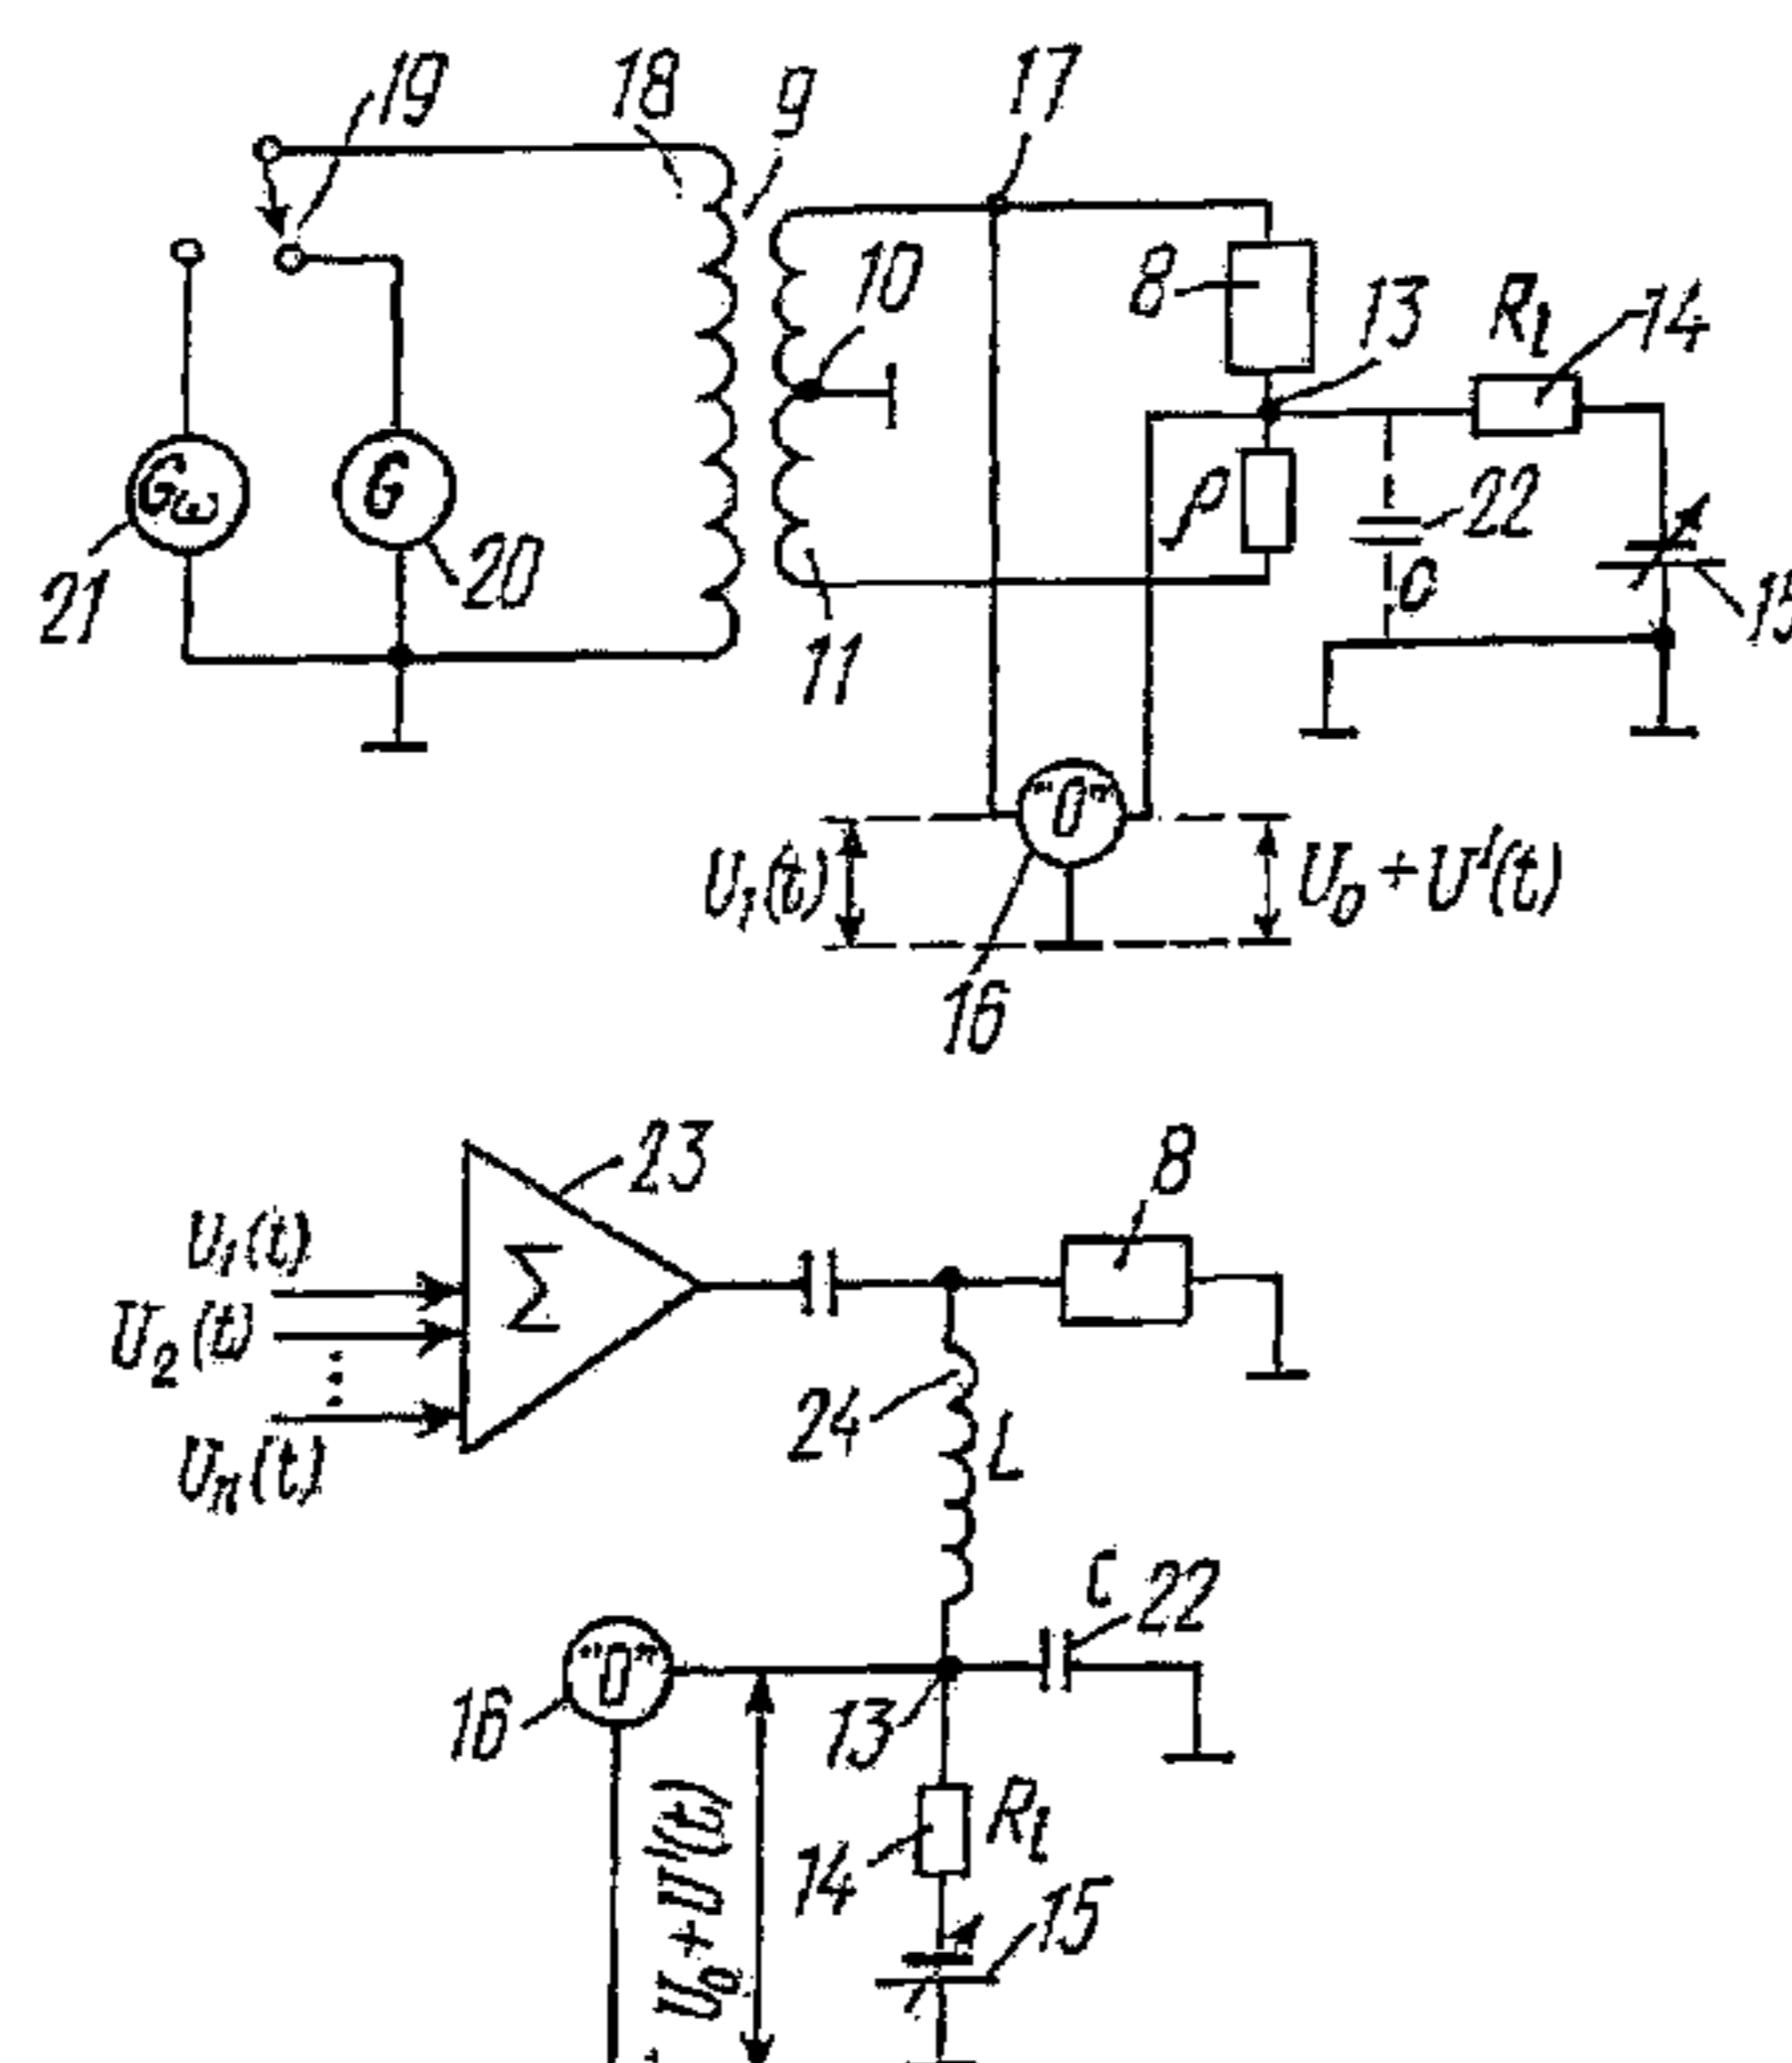 19
18
9
17
10
8
13
R_l
14
G_ω
G
ρ
22
15
21
20
11
C
"0"
U_1(t)
U_0 + U'(t)
16
23
8
U_1(t)
Σ
U_2(t)
U_n(t)
24
L
C
22
"0"
16
13
R_l
14
15
U_0 + U'(t)